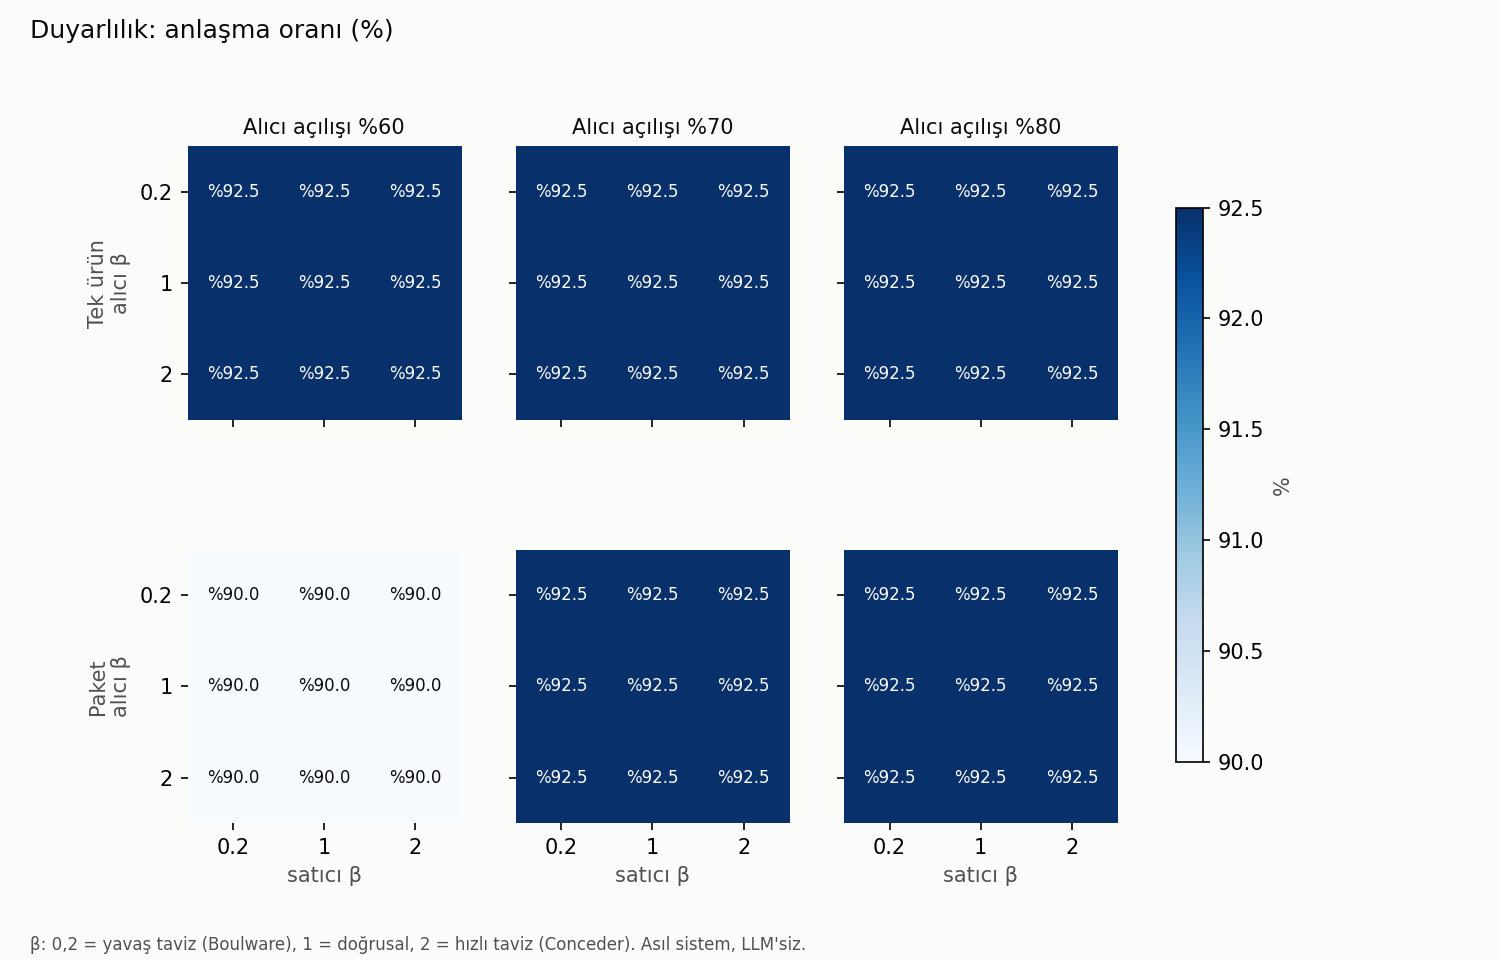 Duyarlılık: anlaşma oranı (%)
Alıcı açılışı %60
Alıcı açılışı %70
Alıcı açılışı %80
Tek ürün
alıcı β
0.2
%92.5 %92.5 %92.5
%92.5 %92.5 %92.5
%92.5 %92.5 %92.5
1
%92.5 %92.5 %92.5
%92.5 %92.5 %92.5
%92.5 %92.5 %92.5
2
%92.5 %92.5 %92.5
%92.5 %92.5 %92.5
%92.5 %92.5 %92.5
Paket
alıcı β
0.2
%90.0 %90.0 %90.0
%92.5 %92.5 %92.5
%92.5 %92.5 %92.5
1
%90.0 %90.0 %90.0
%92.5 %92.5 %92.5
%92.5 %92.5 %92.5
2
%90.0 %90.0 %90.0
%92.5 %92.5 %92.5
%92.5 %92.5 %92.5
0.2 1 2
0.2 1 2
0.2 1 2
satıcı β
satıcı β
satıcı β
92.5
92.0
91.5
91.0
90.5
90.0
%
β: 0,2 = yavaş taviz (Boulware), 1 = doğrusal, 2 = hızlı taviz (Conceder). Asıl sistem, LLM'siz.